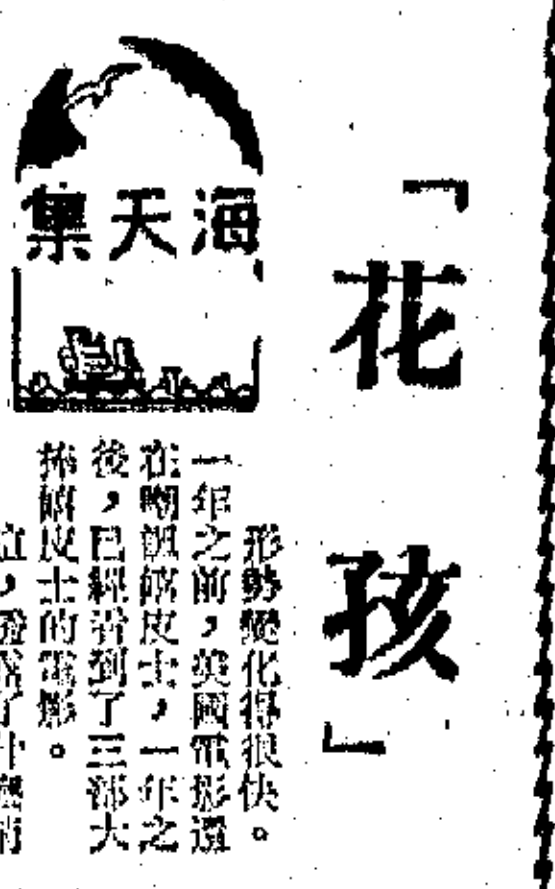 「花孩」
海天集
形勢變化得很快。
一年之前,美國電影還
在嘲諷嬉皮士,一年之
後,已經看到了三部大
捧嬉皮士的電影。